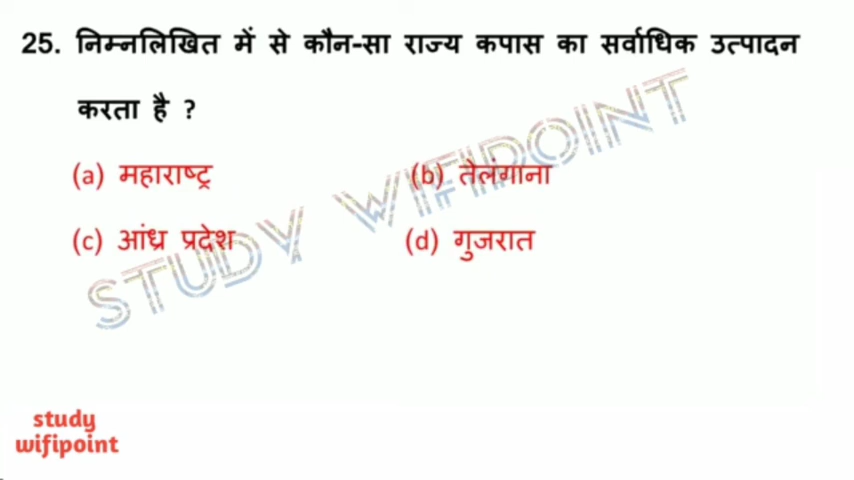 25. निम्नलिखित में से कौन-सा राज्य कपास का सर्वाधिक उत्पादन
करता है ?
(a) महाराष्ट्र (b) तेलंगाना
(c) आंध्र प्रदेश (d) गुजरात
STUDY WIFIPOINT
study
wifipoint